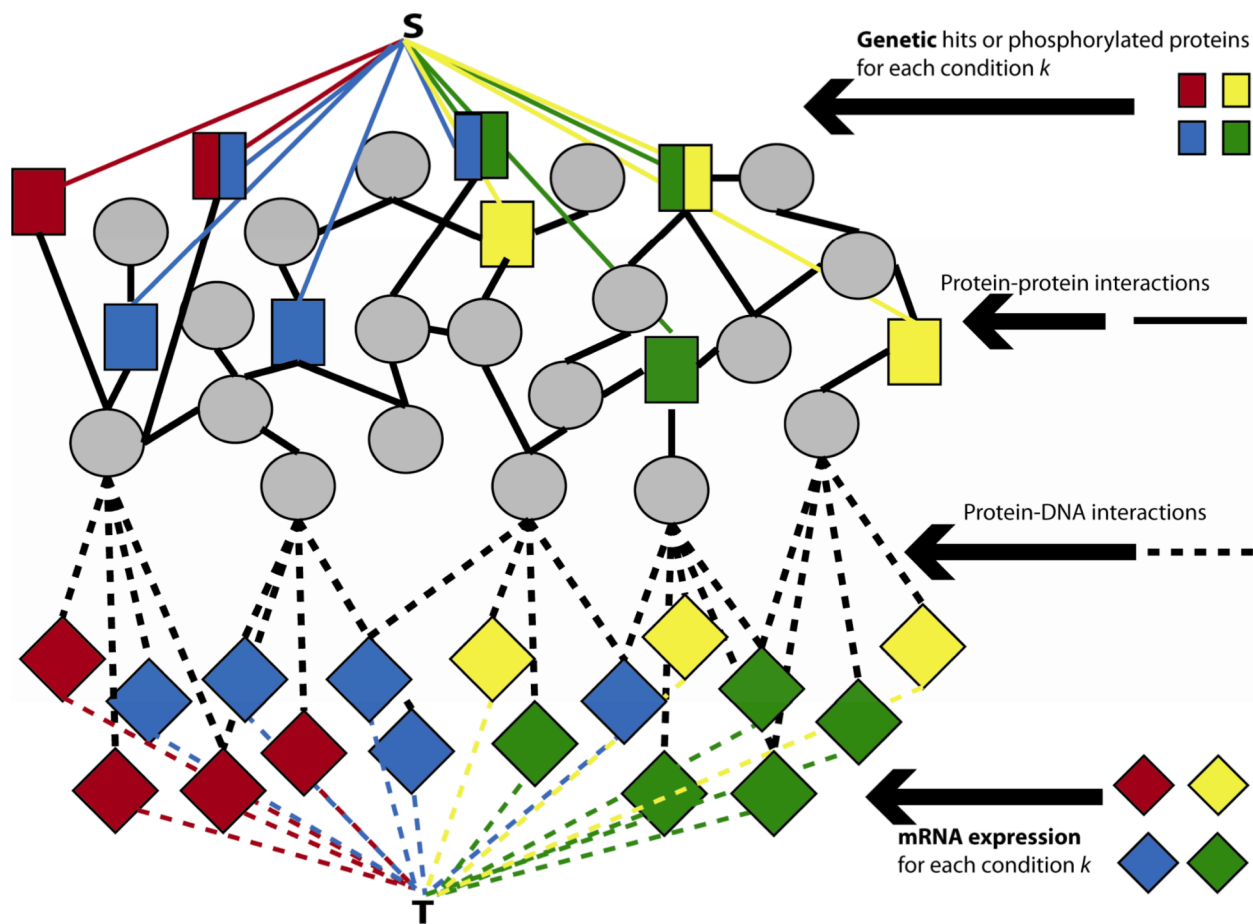 S
Genetic hits or phosphorylated proteins
for each condition k
Protein-protein interactions
Protein-DNA interactions
mRNA expression
for each condition k
T